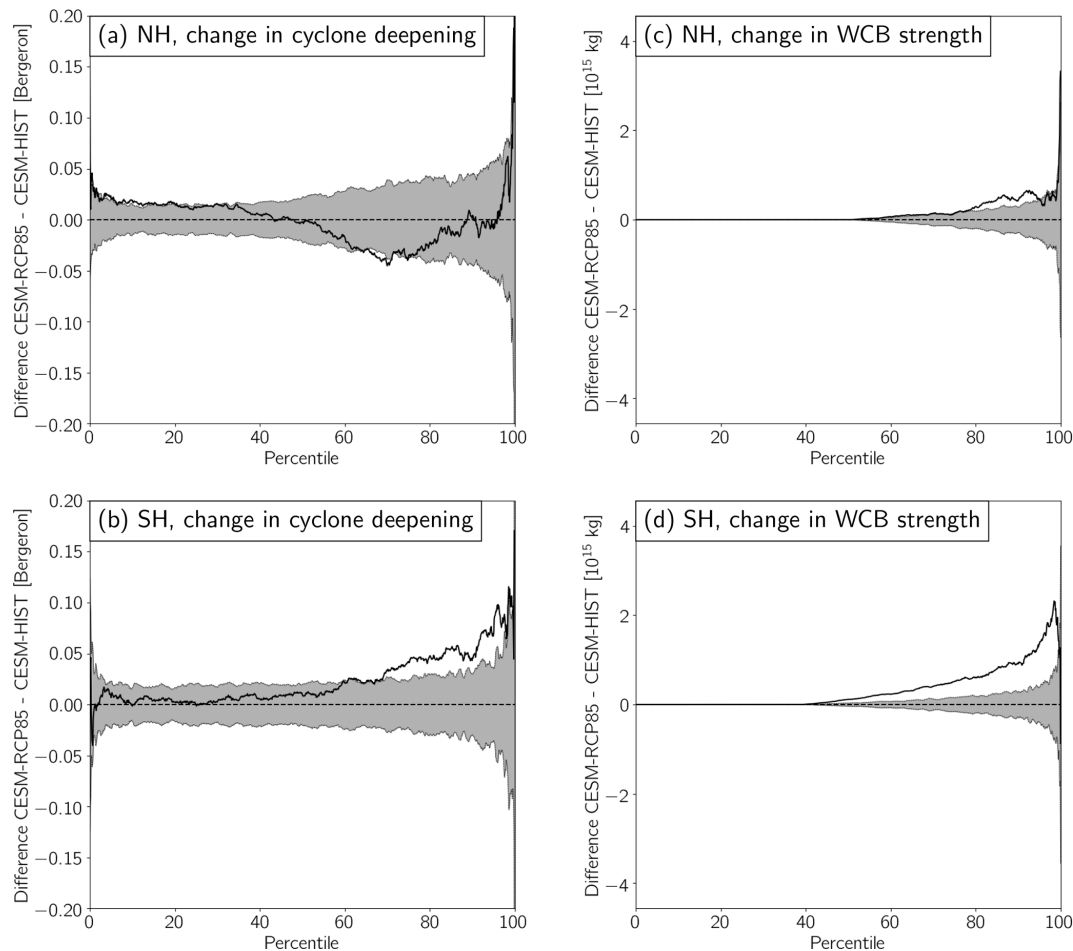 (a) NH, change in cyclone deepening
Difference CESM-RCP85 - CESM-HIST [Bergeron]
0.20
0.15
0.10
0.05
0.00
−0.05
−0.10
−0.15
−0.20
0 20 40 60 80 100
Percentile
(c) NH, change in WCB strength
Difference CESM-RCP85 - CESM-HIST [10¹⁵ kg]
4
2
0
−2
−4
0 20 40 60 80 100
Percentile
(b) SH, change in cyclone deepening
Difference CESM-RCP85 - CESM-HIST [Bergeron]
0.20
0.15
0.10
0.05
0.00
−0.05
−0.10
−0.15
−0.20
0 20 40 60 80 100
Percentile
(d) SH, change in WCB strength
Difference CESM-RCP85 - CESM-HIST [10¹⁵ kg]
4
2
0
−2
−4
0 20 40 60 80 100
Percentile